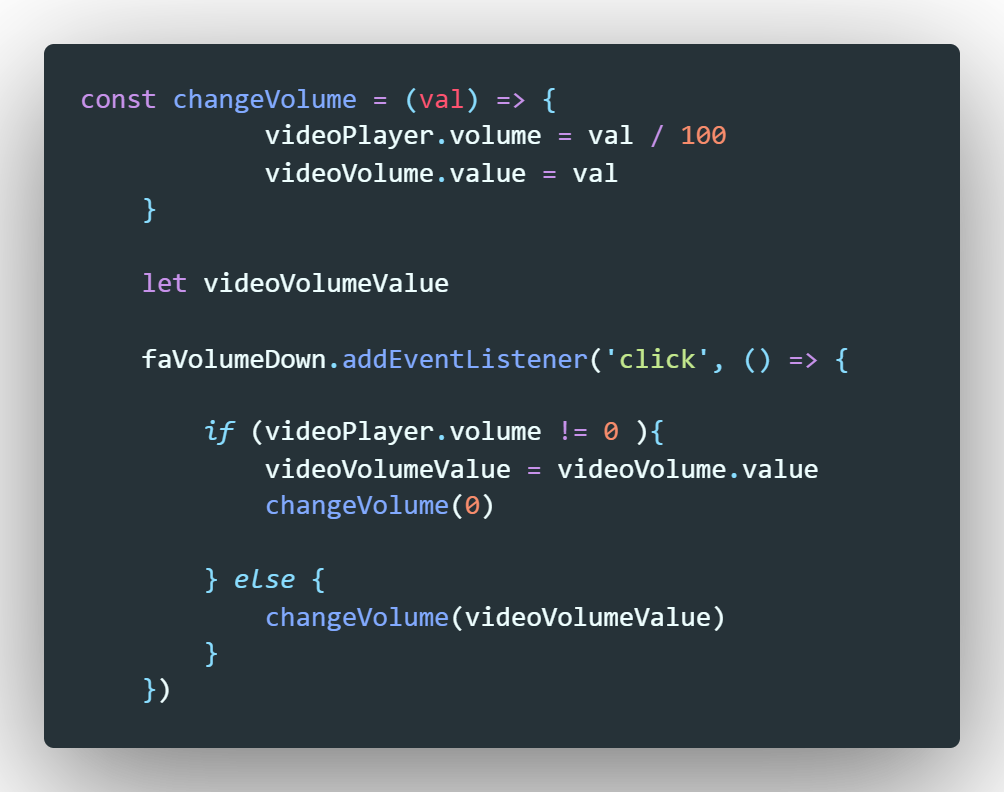 const changeVolume = (val) => {
            videoPlayer.volume = val / 100
            videoVolume.value = val
    }

    let videoVolumeValue

    faVolumeDown.addEventListener('click', () => {

        if (videoPlayer.volume != 0 ){
            videoVolumeValue = videoVolume.value
            changeVolume(0)

        } else {
            changeVolume(videoVolumeValue)
        }
    })